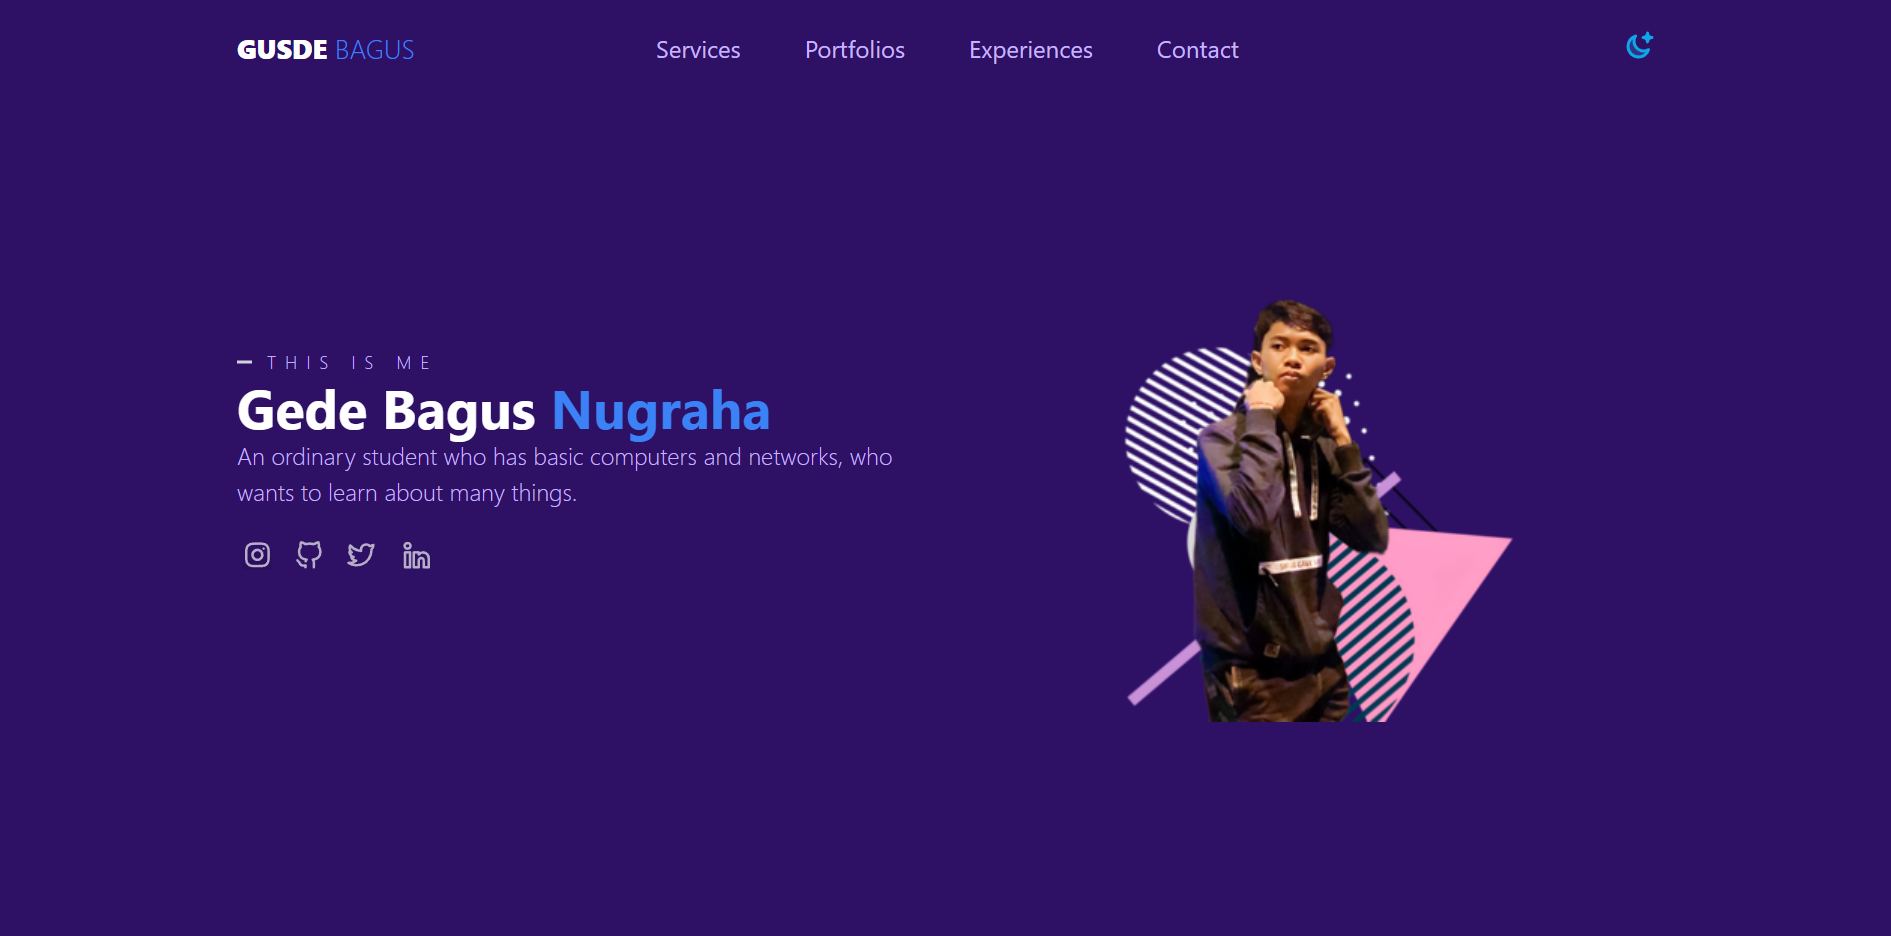 GUSDE BAGUS
Services
Portfolios
Experiences
Contact
THIS IS ME
Gede Bagus Nugraha
An ordinary student who has basic computers and networks, who
wants to learn about many things.